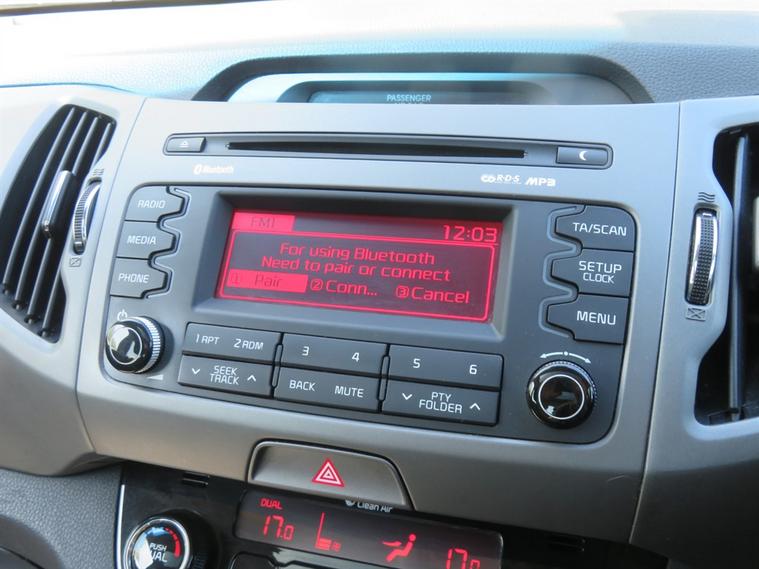 PASSENGER
Bluetooth
R·D·S MP3
RADIO
MEDIA
PHONE
FM1 12:03
For using Bluetooth
Need to pair or connect
① Pair ② Conn... ③ Cancel
TA/SCAN
SETUP
CLOCK
MENU
1 RPT 2 RDM
3 4
5 6
SEEK
TRACK
BACK MUTE
PTY
FOLDER
Clean Air
DUAL
17.0
17.0
PUSH
DUAL